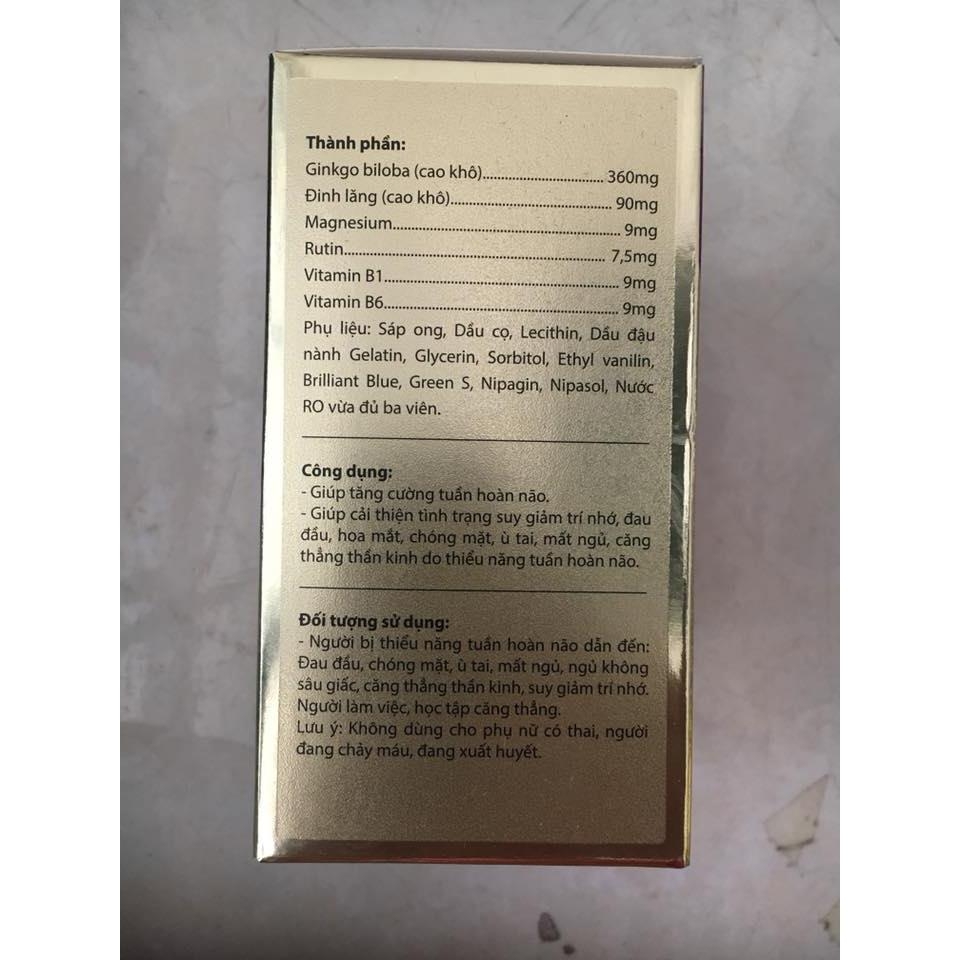 Thành phần:
Ginkgo biloba (cao khô)............................... 360mg
Đinh lăng (cao khô)......................................... 90mg
Magnesium......................................................... 9mg
Rutin................................................................. 7,5mg
Vitamin B1.......................................................... 9mg
Vitamin B6.......................................................... 9mg
Phụ liệu: Sáp ong, Dầu cọ, Lecithin, Dầu đậu
nành Gelatin, Glycerin, Sorbitol, Ethyl vanilin,
Brilliant Blue, Green S, Nipagin, Nipasol, Nước
RO vừa đủ ba viên.
Công dụng:
- Giúp tăng cường tuần hoàn não.
- Giúp cải thiện tình trạng suy giảm trí nhớ, đau
đầu, hoa mắt, chóng mặt, ù tai, mất ngủ, căng
thẳng thần kinh do thiểu năng tuần hoàn não.
Đối tượng sử dụng:
- Người bị thiểu năng tuần hoàn não dẫn đến:
Đau đầu, chóng mặt, ù tai, mất ngủ, ngủ không
sâu giấc, căng thẳng thần kinh, suy giảm trí nhớ.
Người làm việc, học tập căng thẳng.
Lưu ý: Không dùng cho phụ nữ có thai, người
đang chảy máu, đang xuất huyết.